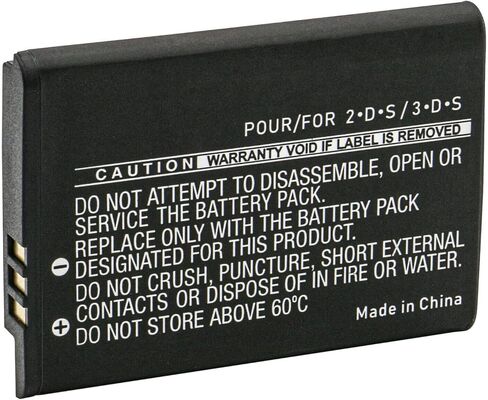 POUR/FOR 2•D•S/3•D•S
CAUTION WARRANTY VOID IF LABEL IS REMOVED
DO NOT ATTEMPT TO DISASSEMBLE, OPEN OR
SERVICE THE BATTERY PACK.
REPLACE ONLY WITH THE BATTERY PACK
DESIGNATED FOR THIS PRODUCT.
DO NOT CRUSH, PUNCTURE, SHORT EXTERNAL
CONTACTS OR DISPOSE OF IN FIRE OR WATER.
DO NOT STORE ABOVE 60°C
Made in China